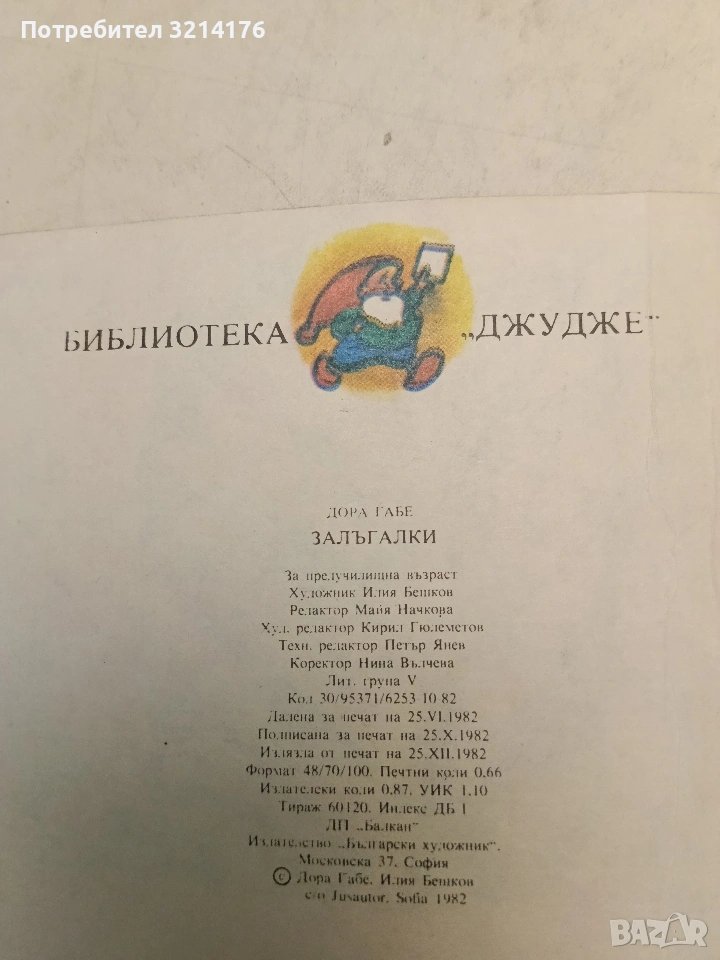 Потребител 3214176
БИБЛИОТЕКА „ДЖУДЖЕ“
ДОРА ГАБЕ
ЗАЛЪГАЛКИ
За предучилищна възраст
Художник Илия Бешков
Редактор Майя Начкова
Худ. редактор Кирил Гюлеметов
Техн. редактор Петър Янев
Коректор Нина Вълчева
Лит. група V
Код 30/95371/6253 10 82
Дадена за печат на 25.VI.1982
Подписана за печат на 25.X.1982
Излязла от печат на 25.XII.1982
Формат 48/70/100. Печтни коли 0.66
Издателски коли 0.87. УИК 1.10
Тираж 60120. Индекс ДБ 1
ДП „Балкан“
Издателство „Български художник“.
Московска 37. София
© Дора Габе. Илия Бешков
c/o Jusautor, Sofia 1982
BAZAR